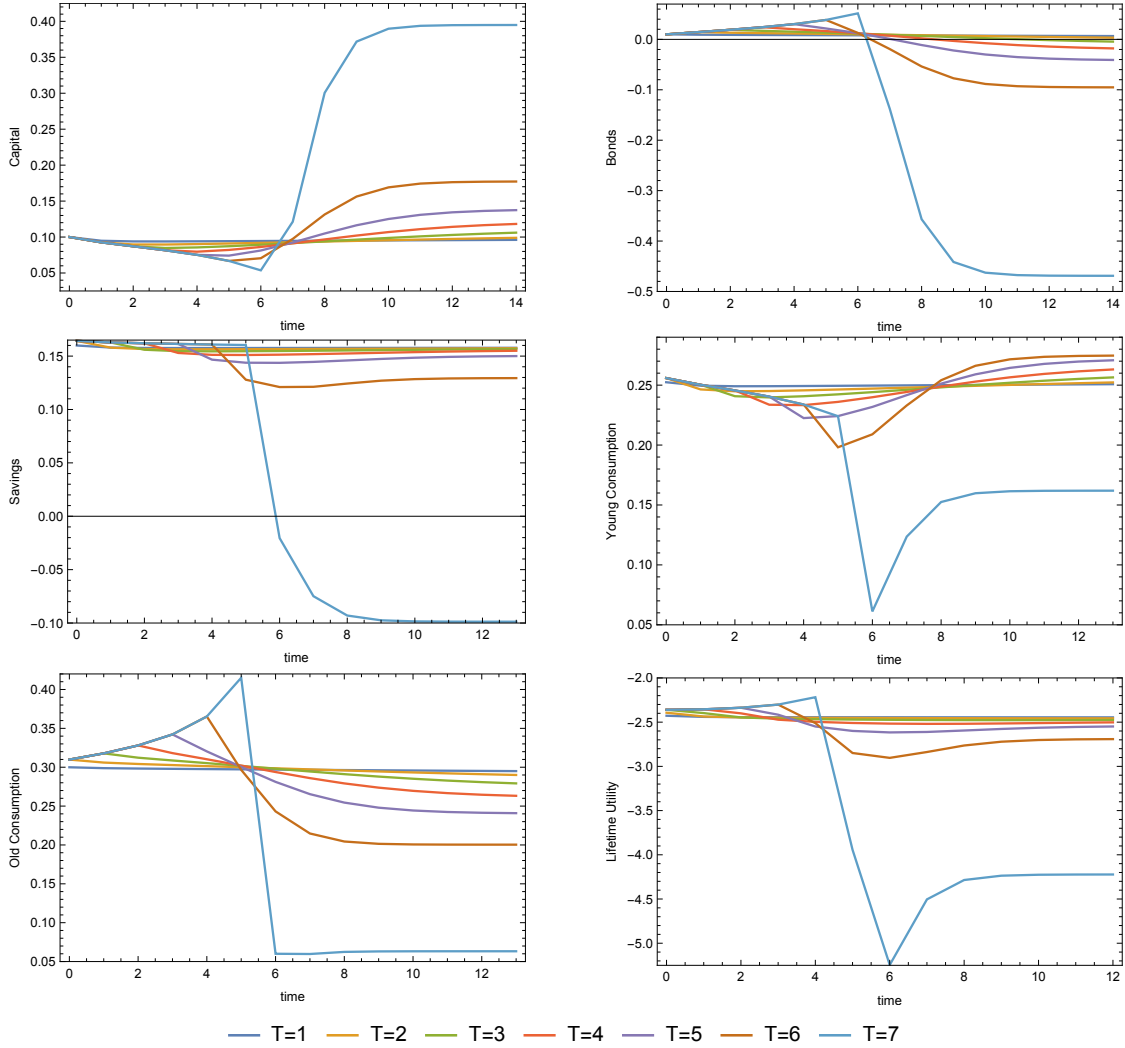 0.40
0.35
0.30
0.25
0.20
0.15
0.10
0.05
Capital
0 2 4 6 8 10 12 14
time
0.0
-0.1
-0.2
-0.3
-0.4
-0.5
Bonds
0 2 4 6 8 10 12 14
time
0.15
0.10
0.05
0.00
-0.05
-0.10
Savings
0 2 4 6 8 10 12
time
0.25
0.20
0.15
0.10
0.05
Young Consumption
0 2 4 6 8 10 12
time
0.40
0.35
0.30
0.25
0.20
0.15
0.10
0.05
Old Consumption
0 2 4 6 8 10 12
time
-2.0
-2.5
-3.0
-3.5
-4.0
-4.5
-5.0
Lifetime Utility
0 2 4 6 8 10 12
time
T=1 T=2 T=3 T=4 T=5 T=6 T=7